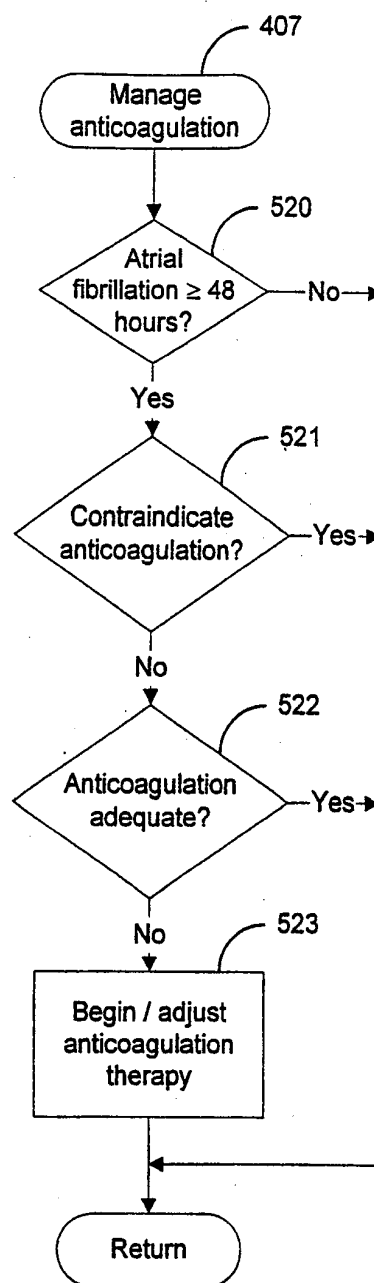 407
Manage
anticoagulation
520
Atrial
fibrillation ≥ 48
hours?
No
Yes
521
Contraindicate
anticoagulation?
Yes
No
522
Anticoagulation
adequate?
Yes
No
523
Begin / adjust
anticoagulation
therapy
Return